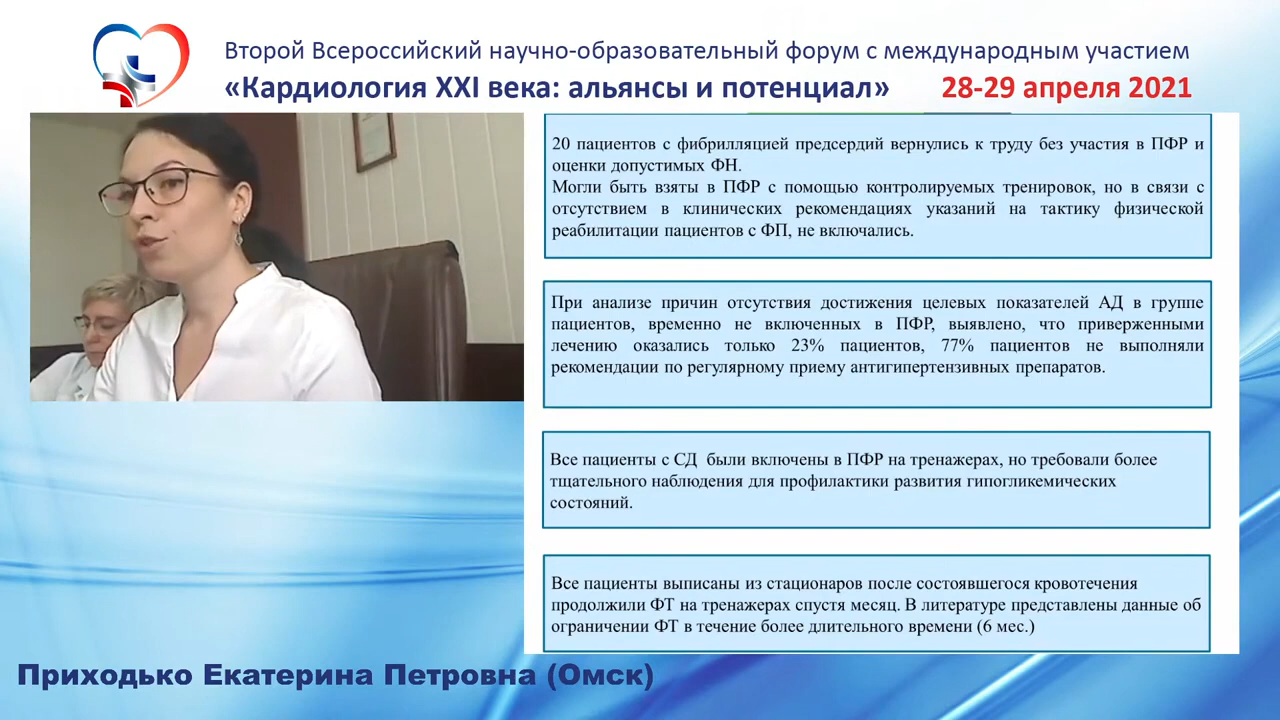 Второй Всероссийский научно-образовательный форум с международным участием
«Кардиология XXI века: альянсы и потенциал» 28-29 апреля 2021
20 пациентов с фибрилляцией предсердий вернулись к труду без участия в ПФР и
оценки допустимых ФН.
Могли быть взяты в ПФР с помощью контролируемых тренировок, но в связи с
отсутствием в клинических рекомендациях указаний на тактику физической
реабилитации пациентов с ФП, не включались.
При анализе причин отсутствия достижения целевых показателей АД в группе
пациентов, временно не включенных в ПФР, выявлено, что приверженными
лечению оказались только 23% пациентов, 77% пациентов не выполняли
рекомендации по регулярному приему антигипертензивных препаратов.
Все пациенты с СД были включены в ПФР на тренажерах, но требовали более
тщательного наблюдения для профилактики развития гипогликемических
состояний.
Все пациенты выписаны из стационаров после состоявшегося кровотечения
продолжили ФТ на тренажерах спустя месяц. В литературе представлены данные об
ограничении ФТ в течение более длительного времени (6 мес.)
Приходько Екатерина Петровна (Омск)